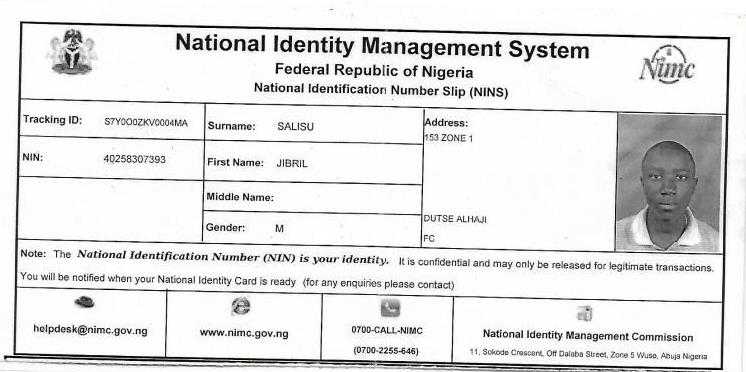 National Identity Management System
Federal Republic of Nigeria
National Identification Number Slip (NINS)
Nimc
Tracking ID: S7Y0O0ZKV0004MA
Surname: SALISU
Address:
153 ZONE 1
NIN: 40258307393
First Name: JIBRIL
Middle Name:
Gender: M
DUTSE ALHAJI
FC
Note: The National Identification Number (NIN) is your identity. It is confidential and may only be released for legitimate transactions.
You will be notified when your National Identity Card is ready (for any enquiries please contact)
helpdesk@nimc.gov.ng
www.nimc.gov.ng
0700-CALL-NIMC
(0700-2255-646)
National Identity Management Commission
11, Sokode Crescent, Off Dalaba Street, Zone 5 Wuse, Abuja Nigeria